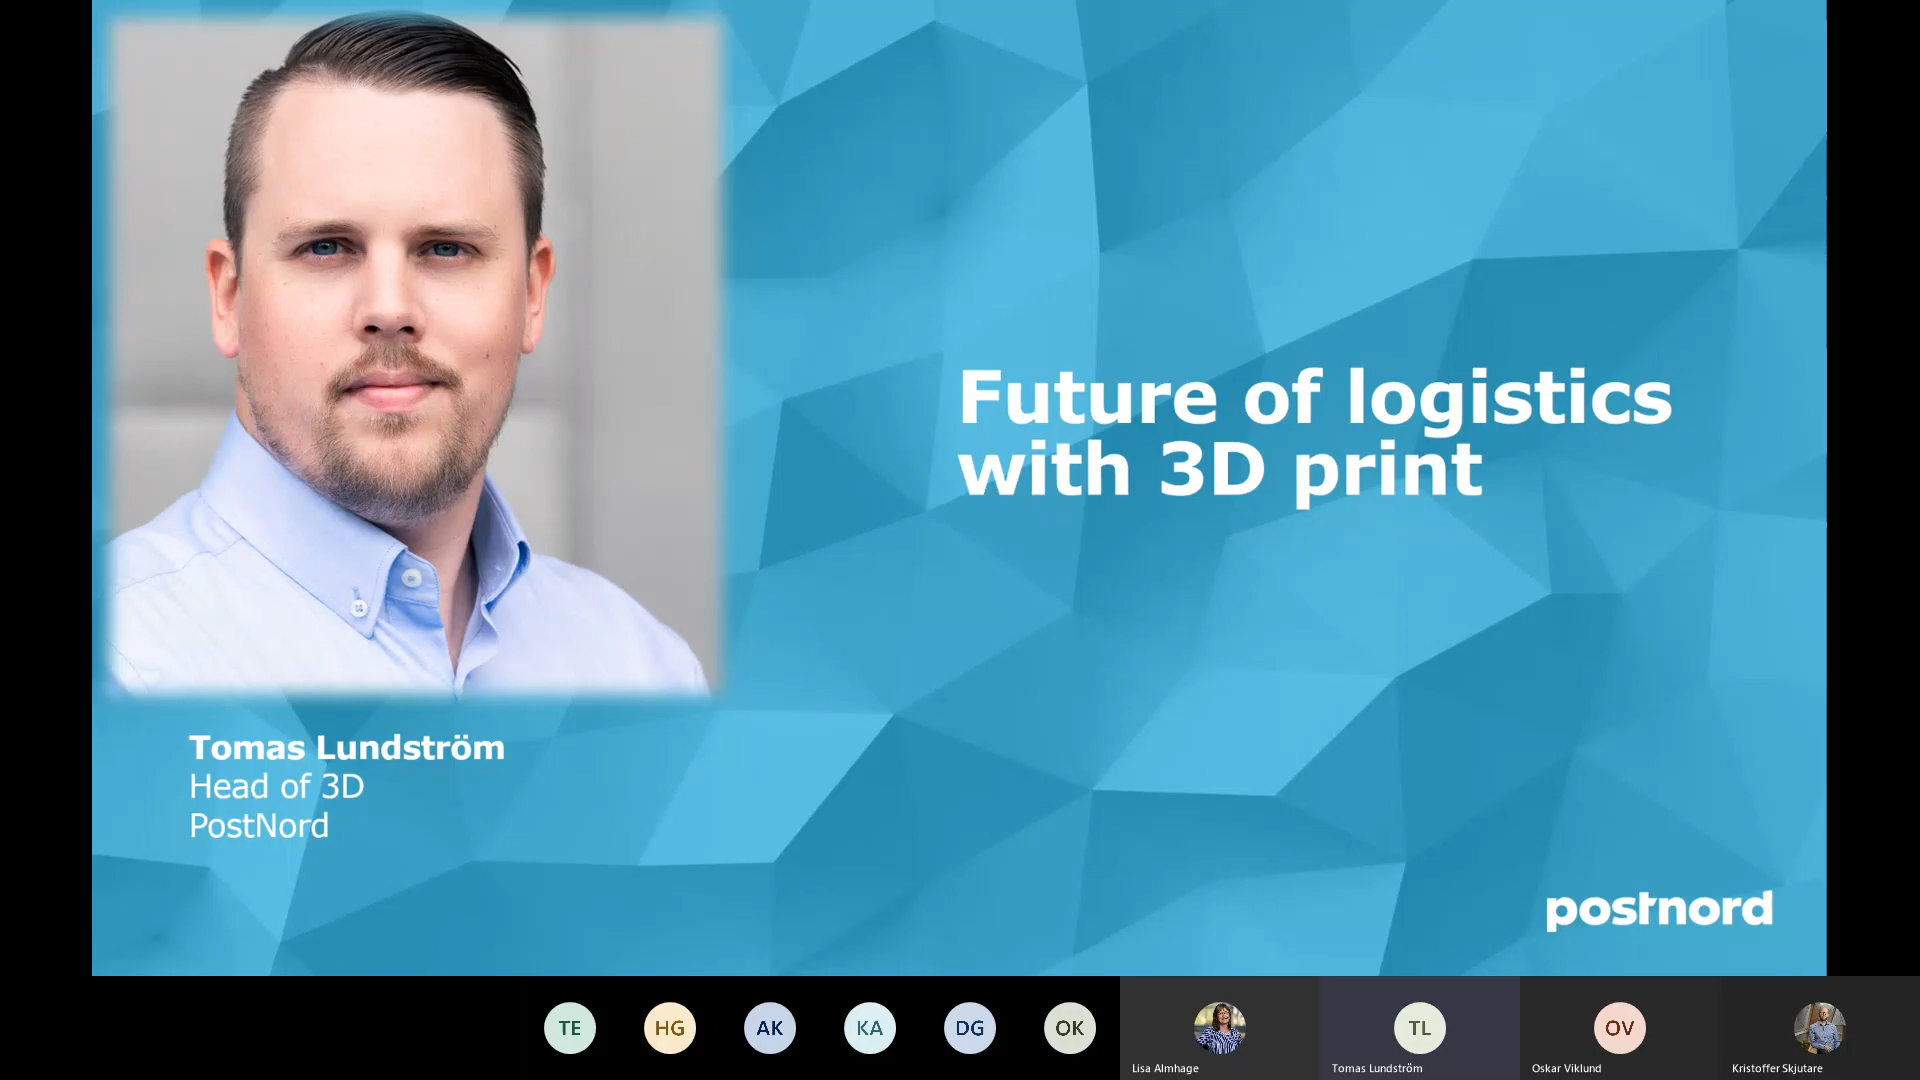 Future of logistics
with 3D print
Tomas Lundström
Head of 3D
PostNord
postnord
TE
HG
AK
KA
DG
OK
TL
OV
Lisa Almhage
Tomas Lundström
Oskar Viklund
Kristoffer Skjutare